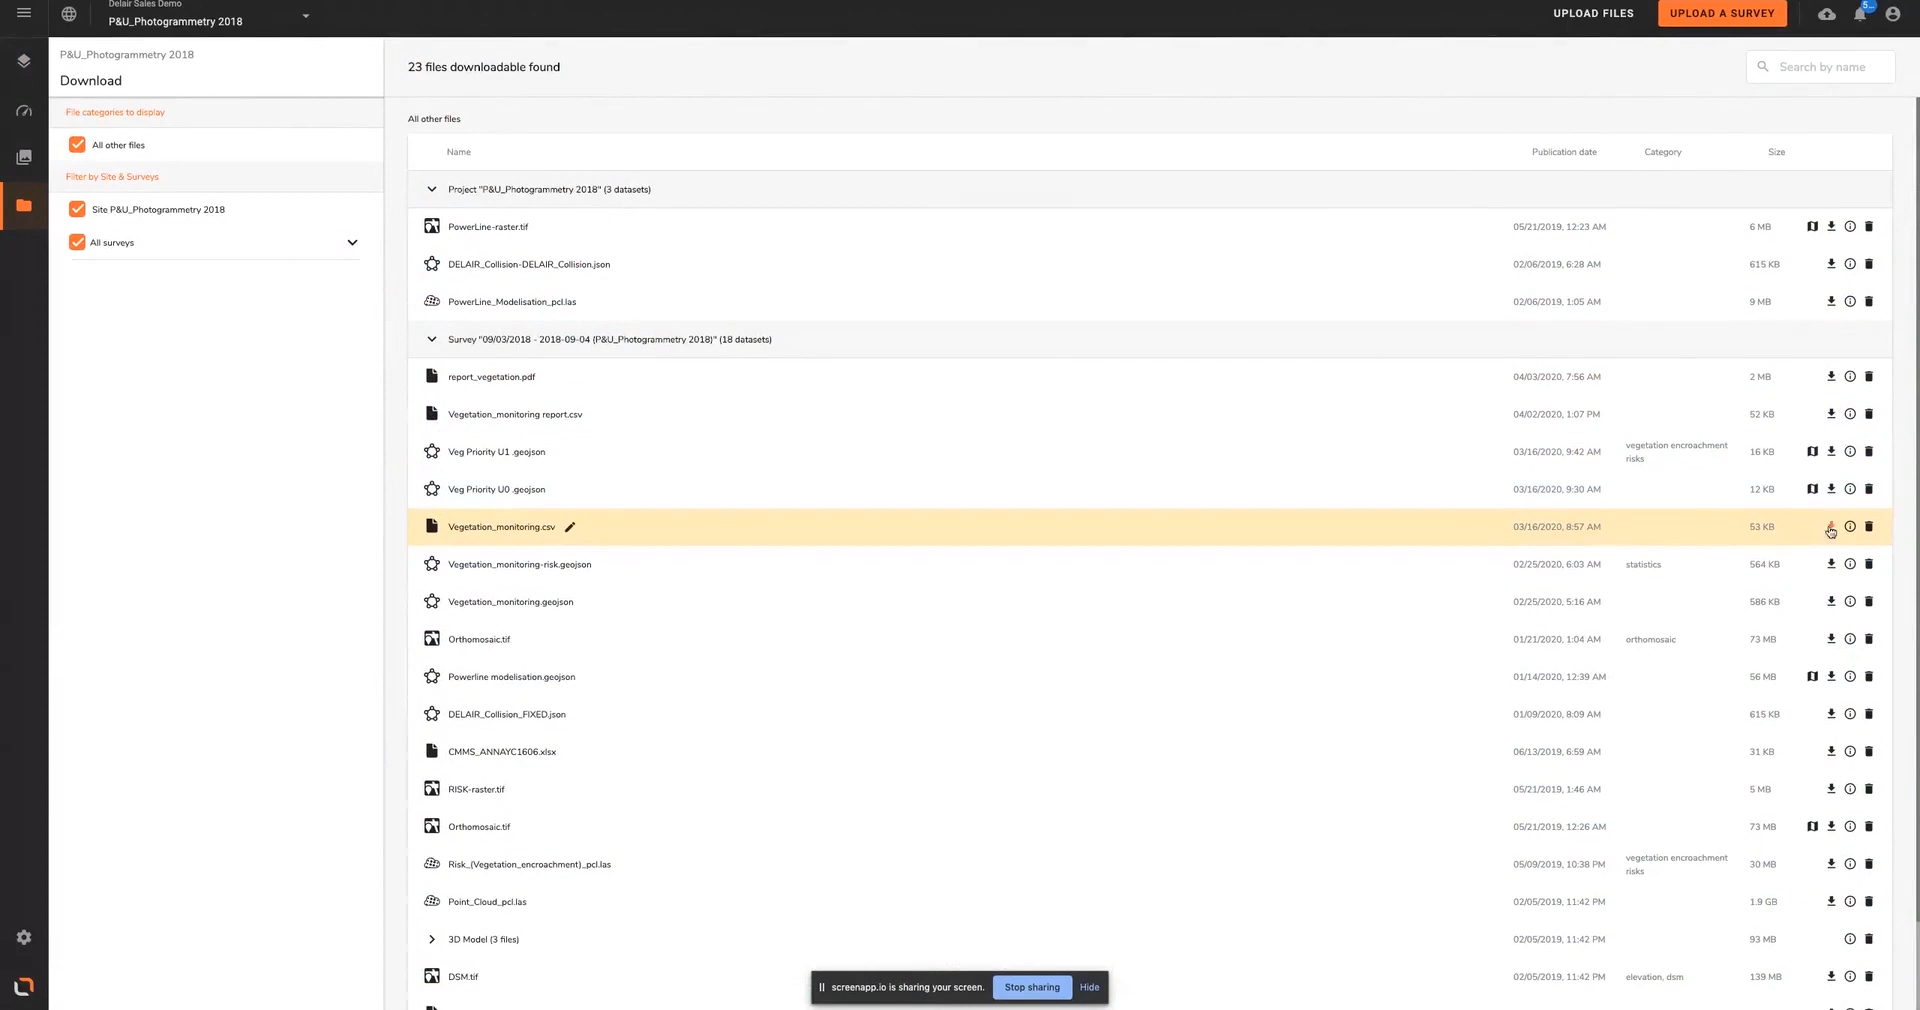 Delair Sales Demo
P&U_Photogrammetry 2018
UPLOAD FILES
UPLOAD A SURVEY
5...
P&U_Photogrammetry 2018
Download
File categories to display
All other files
Filter by Site & Surveys
Site P&U_Photogrammetry 2018
All surveys
23 files downloadable found
Search by name
All other files
Name Publication date Category Size
Project "P&U_Photogrammetry 2018" (3 datasets)
PowerLine-raster.tif 05/21/2019, 12:23 AM 6 MB
DELAIR_Collision-DELAIR_Collision.json 02/06/2019, 6:28 AM 615 KB
PowerLine_Modelisation_pcl.las 02/06/2019, 1:05 AM 9 MB
Survey "09/03/2018 - 2018-09-04 (P&U_Photogrammetry 2018)" (18 datasets)
report_vegetation.pdf 04/03/2020, 7:56 AM 2 MB
Vegetation_monitoring report.csv 04/02/2020, 1:07 PM 52 KB
Veg Priority U1 .geojson 03/16/2020, 9:42 AM vegetation encroachment 16 KB
risks
Veg Priority U0 .geojson 03/16/2020, 9:30 AM 12 KB
Vegetation_monitoring.csv 03/16/2020, 8:57 AM 53 KB
Vegetation_monitoring-risk.geojson 02/25/2020, 6:03 AM statistics 564 KB
Vegetation_monitoring.geojson 02/25/2020, 5:16 AM 586 KB
Orthomosaic.tif 01/21/2020, 1:04 AM orthomosaic 73 MB
Powerline modelisation.geojson 01/14/2020, 12:39 AM 56 MB
DELAIR_Collision_FIXED.json 01/09/2020, 8:09 AM 615 KB
CMMS_ANNAYC1606.xlsx 06/13/2019, 6:59 AM 31 KB
RISK-raster.tif 05/21/2019, 1:46 AM 5 MB
Orthomosaic.tif 05/21/2019, 12:26 AM 73 MB
Risk_(Vegetation_encroachment)_pcl.las 05/09/2019, 10:38 PM vegetation encroachment 30 MB
risks
Point_Cloud_pcl.las 02/05/2019, 11:42 PM 1.9 GB
3D Model (3 files) 02/05/2019, 11:42 PM 93 MB
DSM.tif 02/05/2019, 11:42 PM elevation, dsm 139 MB
screenapp.io is sharing your screen. Stop sharing Hide